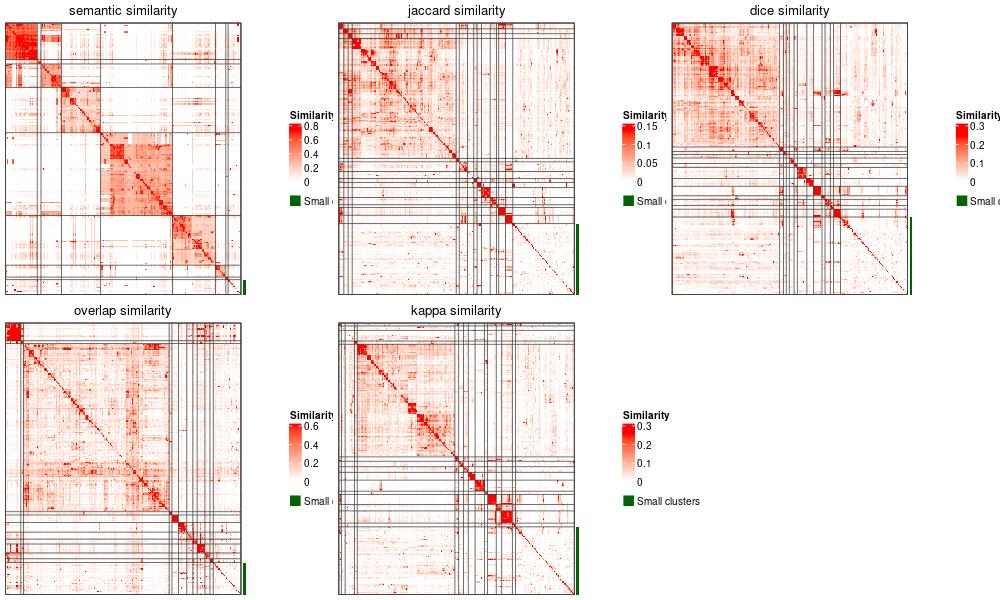 semantic similarity
Similarity
0.8
0.6
0.4
0.2
0
Small
jaccard similarity
Similarity
0.15
0.1
0.05
0
Small
dice similarity
Similarity
0.3
0.2
0.1
0
Small
overlap similarity
Similarity
0.6
0.4
0.2
0
Small
kappa similarity
Similarity
0.3
0.2
0.1
0
Small clusters